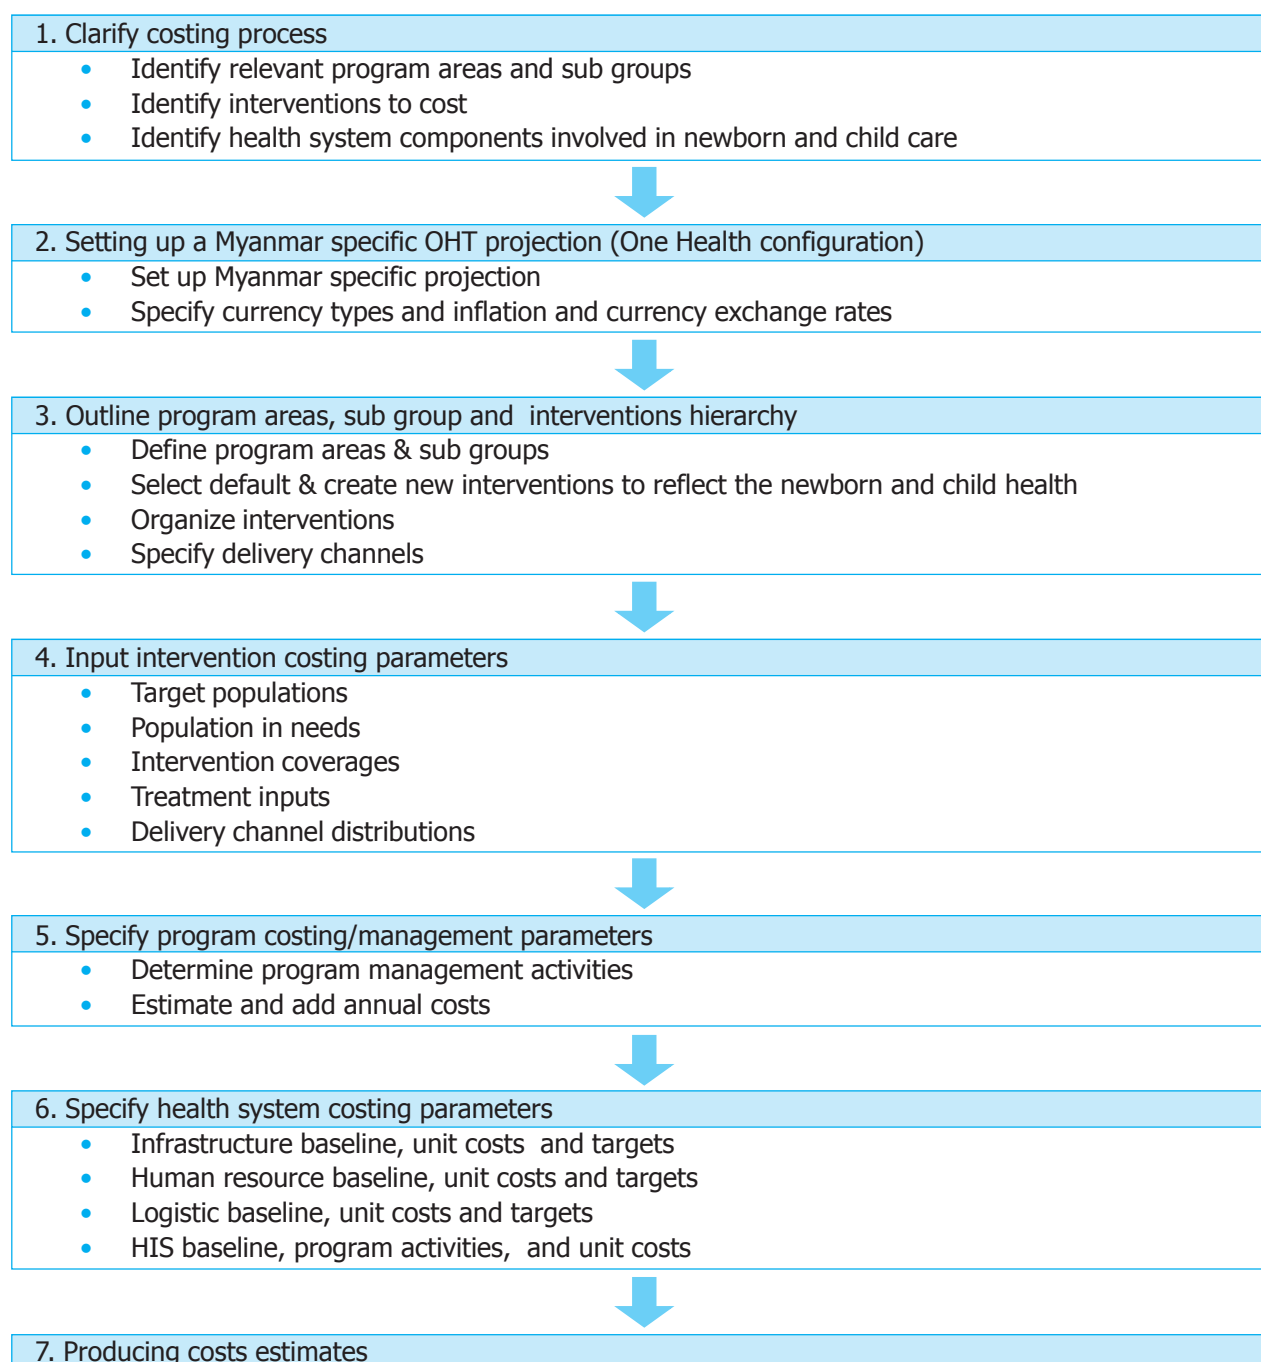 1. Clarify costing process
• Identify relevant program areas and sub groups
• Identify interventions to cost
• Identify health system components involved in newborn and child care
2. Setting up a Myanmar specific OHT projection (One Health configuration)
• Set up Myanmar specific projection
• Specify currency types and inflation and currency exchange rates
3. Outline program areas, sub group and interventions hierarchy
• Define program areas & sub groups
• Select default & create new interventions to reflect the newborn and child health
• Organize interventions
• Specify delivery channels
4. Input intervention costing parameters
• Target populations
• Population in needs
• Intervention coverages
• Treatment inputs
• Delivery channel distributions
5. Specify program costing/management parameters
• Determine program management activities
• Estimate and add annual costs
6. Specify health system costing parameters
• Infrastructure baseline, unit costs and targets
• Human resource baseline, unit costs and targets
• Logistic baseline, unit costs and targets
• HIS baseline, program activities, and unit costs
7. Producing costs estimates